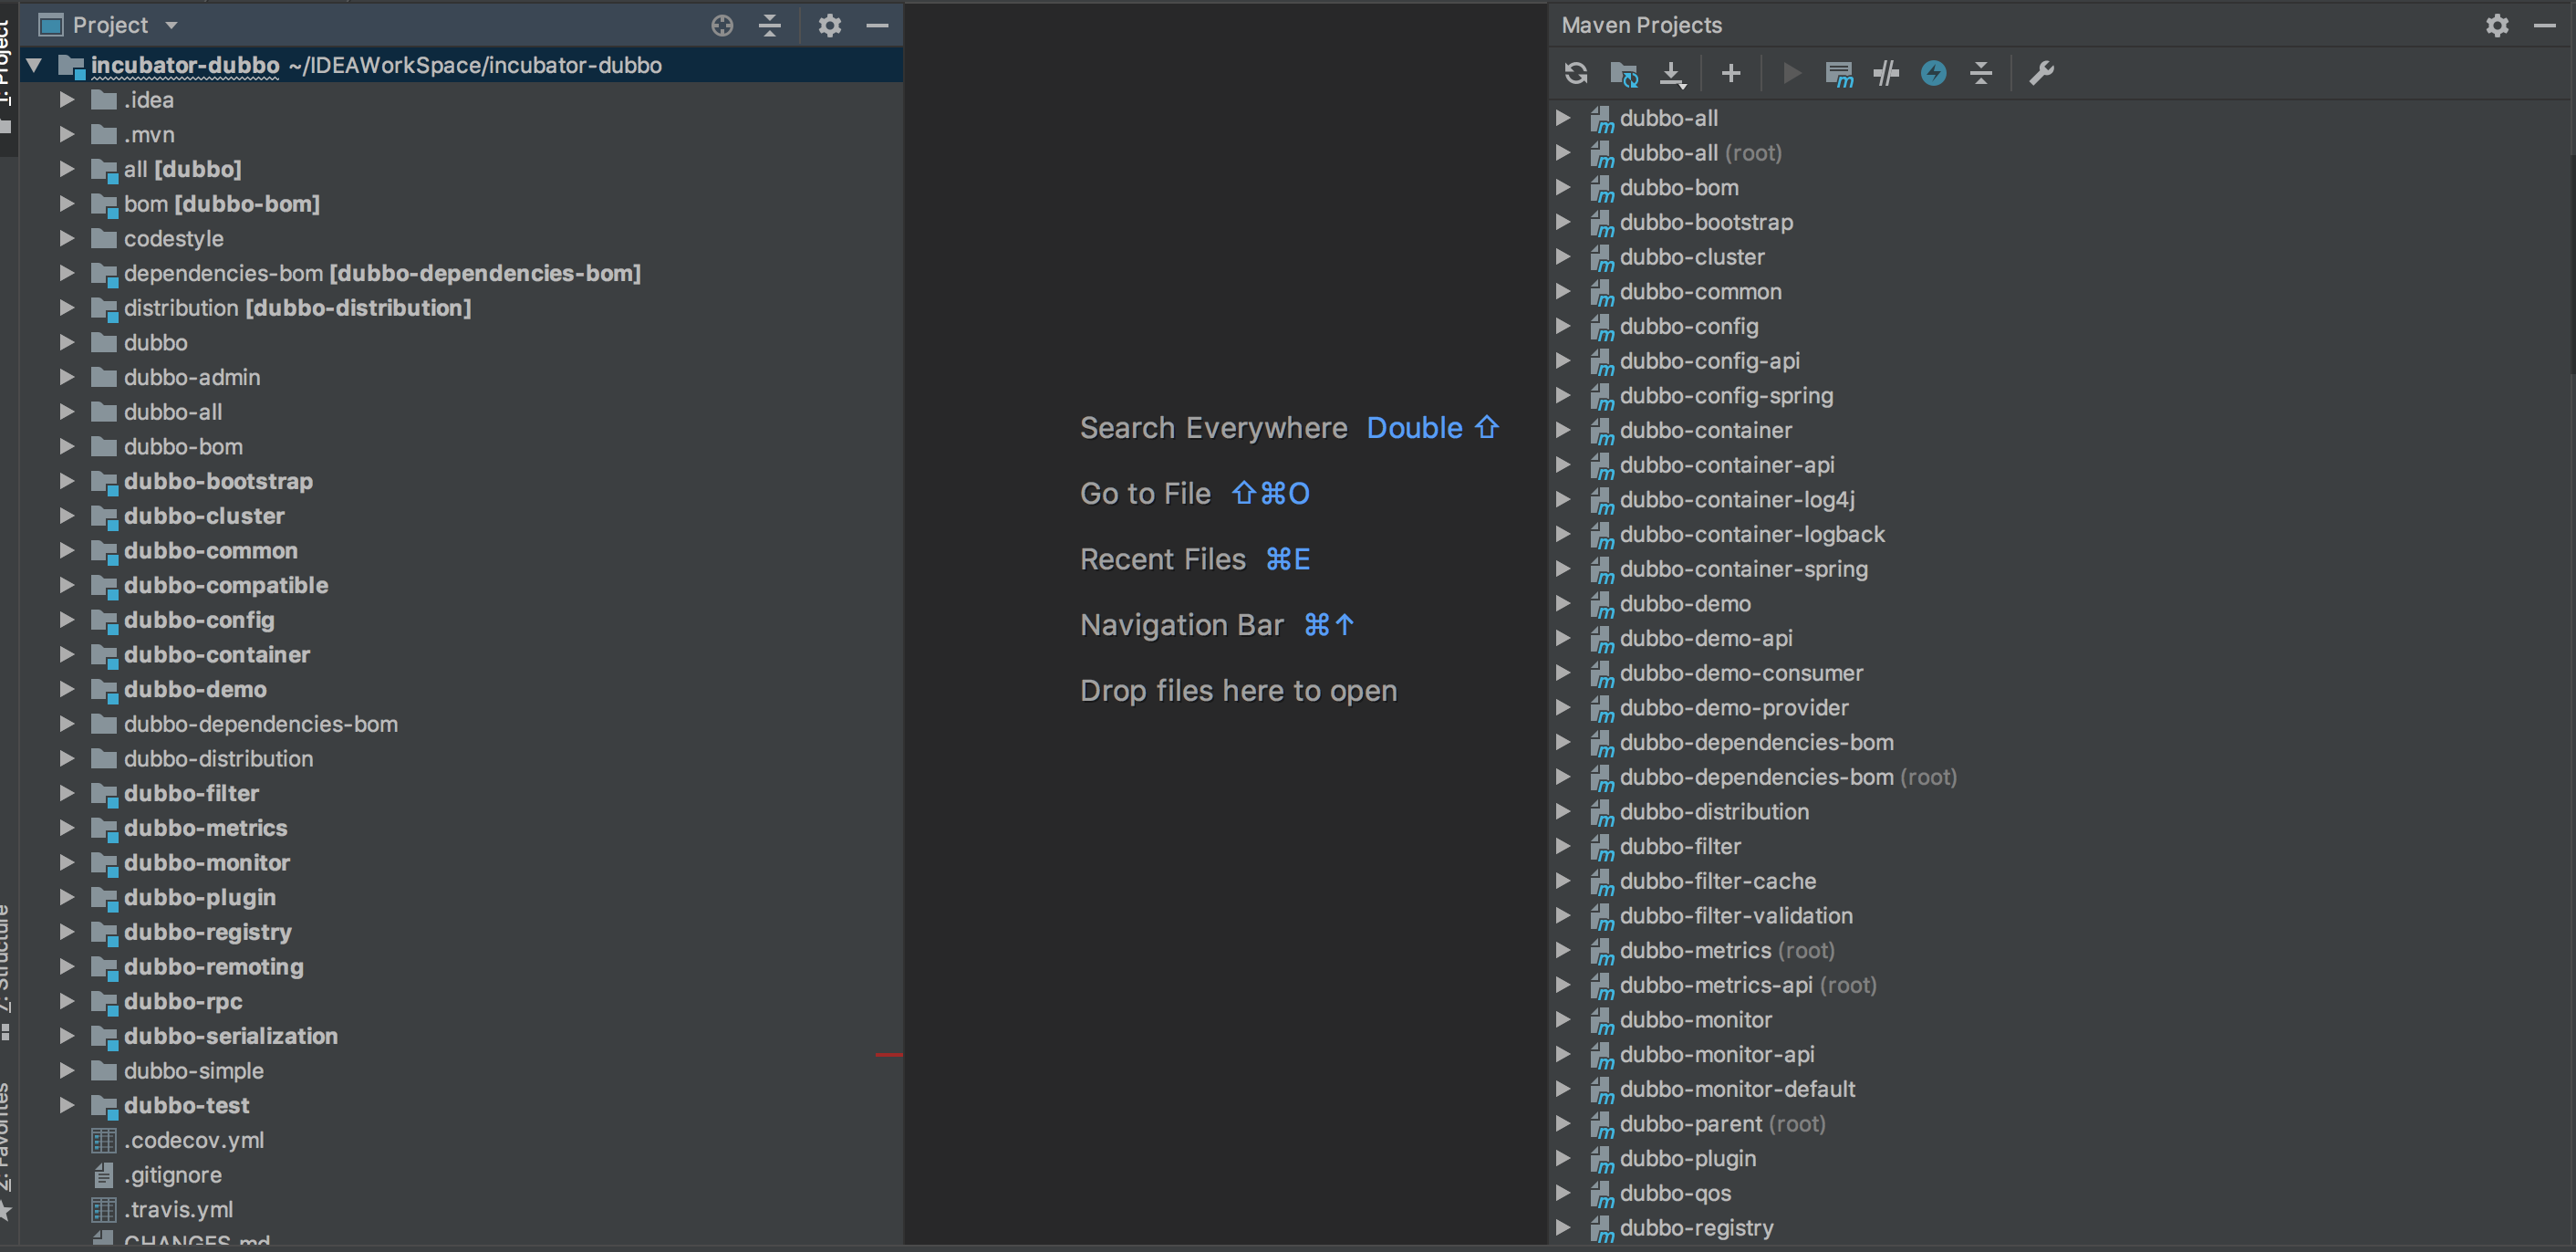 Project
incubator-dubbo ~/IDEAWorkSpace/incubator-dubbo
.idea
.mvn
all [dubbo]
bom [dubbo-bom]
codestyle
dependencies-bom [dubbo-dependencies-bom]
distribution [dubbo-distribution]
dubbo
dubbo-admin
dubbo-all
dubbo-bom
dubbo-bootstrap
dubbo-cluster
dubbo-common
dubbo-compatible
dubbo-config
dubbo-container
dubbo-demo
dubbo-dependencies-bom
dubbo-distribution
dubbo-filter
dubbo-metrics
dubbo-monitor
dubbo-plugin
dubbo-registry
dubbo-remoting
dubbo-rpc
dubbo-serialization
dubbo-simple
dubbo-test
.codecov.yml
.gitignore
.travis.yml
CHANGES.md
1: Project
7: Structure
2: Favorites
Search Everywhere Double ⇧
Go to File ⇧⌘O
Recent Files ⌘E
Navigation Bar ⌘↑
Drop files here to open
Maven Projects
dubbo-all
dubbo-all (root)
dubbo-bom
dubbo-bootstrap
dubbo-cluster
dubbo-common
dubbo-config
dubbo-config-api
dubbo-config-spring
dubbo-container
dubbo-container-api
dubbo-container-log4j
dubbo-container-logback
dubbo-container-spring
dubbo-demo
dubbo-demo-api
dubbo-demo-consumer
dubbo-demo-provider
dubbo-dependencies-bom
dubbo-dependencies-bom (root)
dubbo-distribution
dubbo-filter
dubbo-filter-cache
dubbo-filter-validation
dubbo-metrics (root)
dubbo-metrics-api (root)
dubbo-monitor
dubbo-monitor-api
dubbo-monitor-default
dubbo-parent (root)
dubbo-plugin
dubbo-qos
dubbo-registry